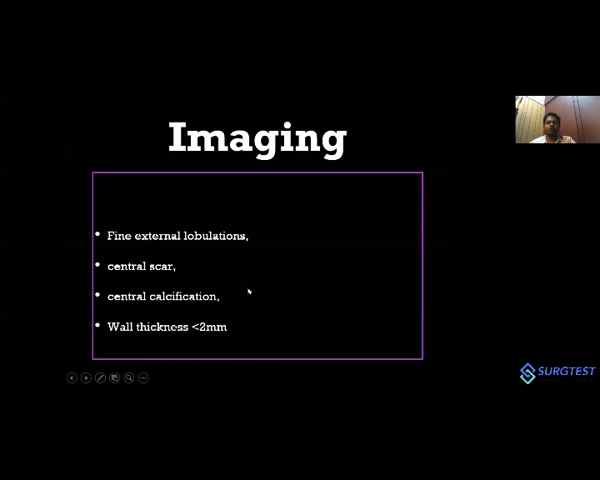 Imaging
• Fine external lobulations,
• central scar,
• central calcification,
• Wall thickness <2mm
SURGTEST